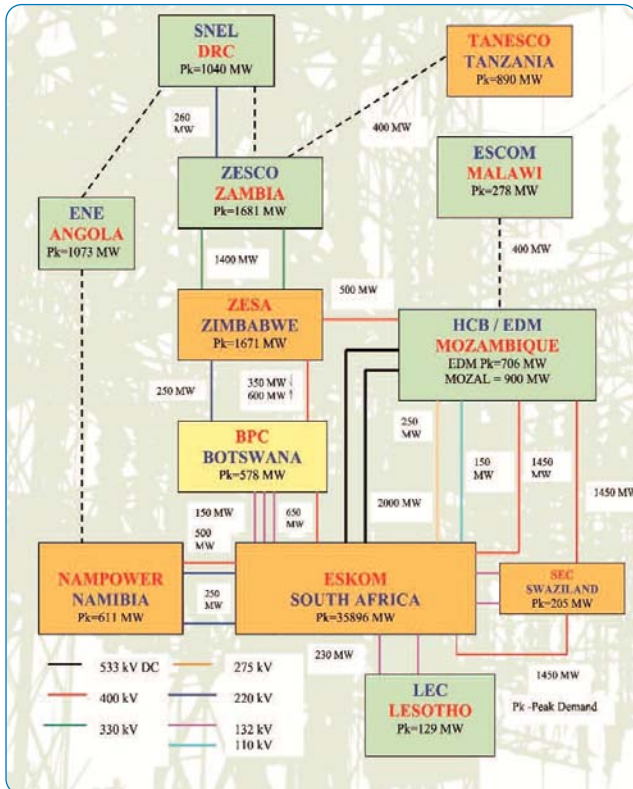 SNEL
DRC
Pk=1040 MW
TANESCO
TANZANIA
Pk=890 MW
260
MW
400 MW
ZESCO
ZAMBIA
Pk=1681 MW
ESCOM
MALAWI
Pk=278 MW
ENE
ANGOLA
Pk=1073 MW
1400 MW
400 MW
500 MW
ZESA
ZIMBABWE
Pk=1671 MW
HCB / EDM
MOZAMBIQUE
EDM Pk=706 MW
MOZAL = 900 MW
250 MW
350 MW ↓
600 MW ↑
250
MW
BPC
BOTSWANA
Pk=578 MW
150
MW
1450
MW
1450 MW
2000 MW
150 MW
500
MW
650
MW
NAMPOWER
NAMIBIA
Pk=611 MW
250
MW
ESKOM
SOUTH AFRICA
Pk=35896 MW
SEC
SWAZILAND
Pk=205 MW
230 MW
1450 MW
533 kV DC
275 kV
400 kV
220 kV
330 kV
132 kV
110 kV
LEC
LESOTHO
Pk=129 MW
Pk -Peak Demand